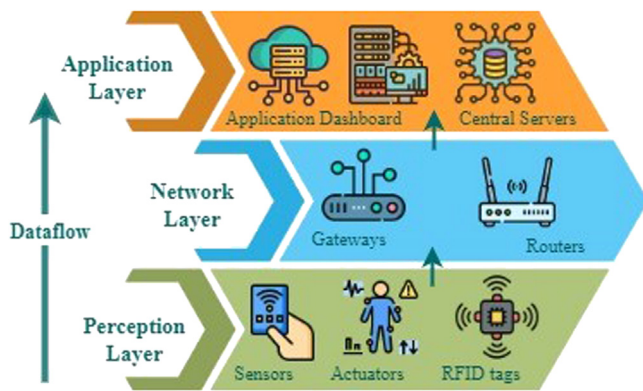 Application
Layer
Application Dashboard
Central Servers
Network
Layer
Gateways
Routers
Dataflow
Perception
Layer
Sensors
Actuators
RFID tags